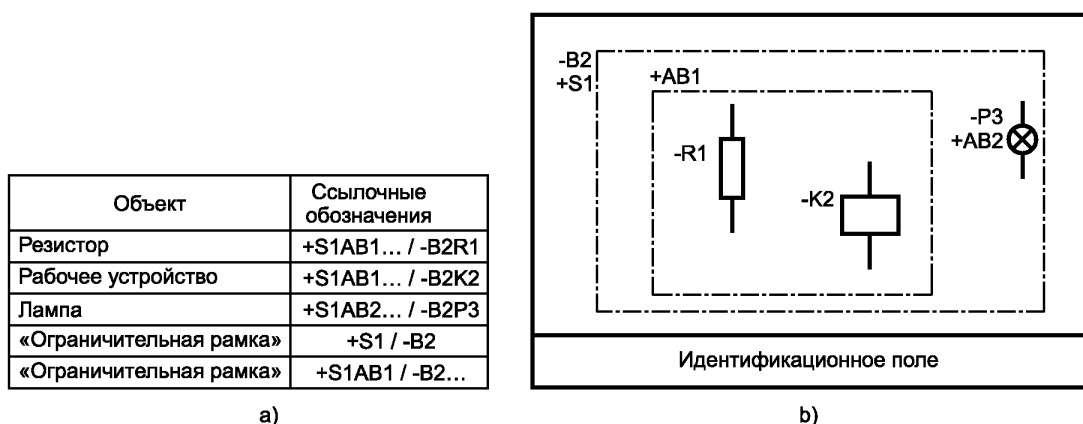 Объект
Ссылочные
обозначения
Резистор +S1AB1… / -B2R1
Рабочее устройство +S1AB1… / -B2K2
Лампа +S1AB2… / -B2P3
«Ограничительная рамка» +S1 / -B2
«Ограничительная рамка» +S1AB1 / -B2…
a)
-B2
+S1
+AB1
-R1
-K2
-P3
+AB2
Идентификационное поле
b)